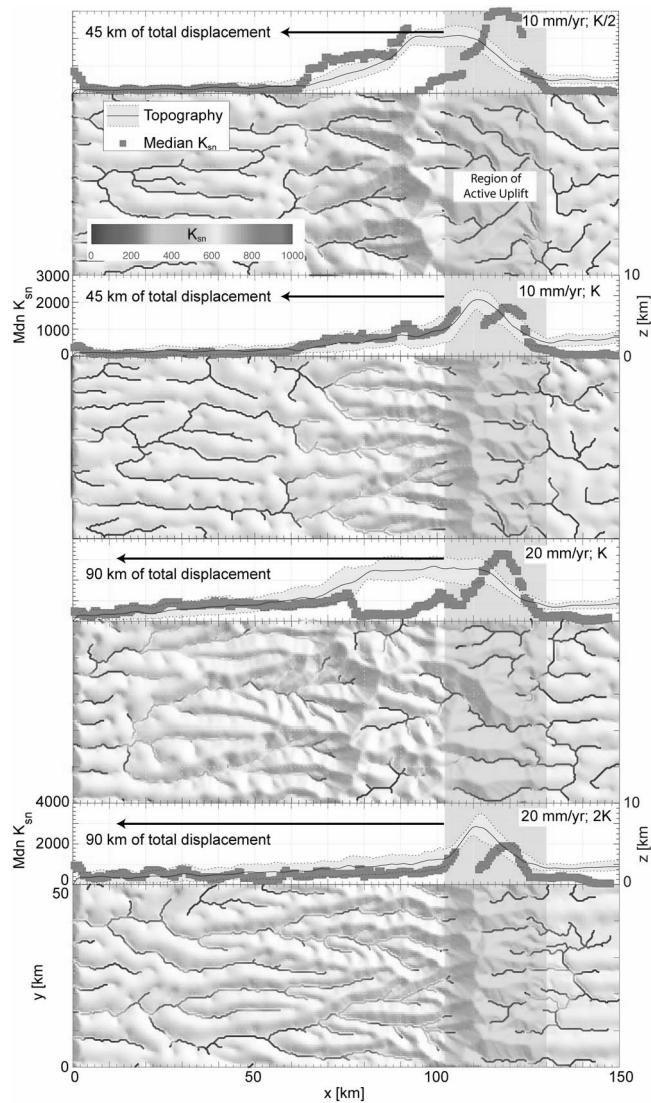 45 km of total displacement
10 mm/yr; K/2
Topography
Median Ksn
Region of
Active Uplift
Ksn
0 200 400 600 800 1000
3000
2000
1000
0
Mdn Ksn
45 km of total displacement
10 mm/yr; K
10
0
z [km]
90 km of total displacement
20 mm/yr; K
4000
2000
0
Mdn Ksn
90 km of total displacement
20 mm/yr; 2K
10
0
z [km]
50
0
y [km]
0 50 100 150
x [km]